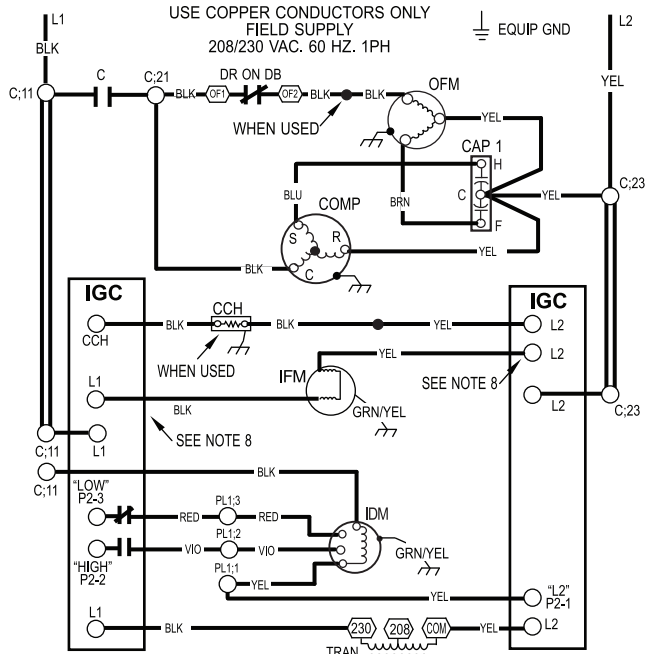 USE COPPER CONDUCTORS ONLY
FIELD SUPPLY
208/230 VAC. 60 HZ. 1PH
EQUIP GND
L1
L2
BLK
YEL
C;11
C
C;21
BLK
OF1
DR ON DB
OF2
BLK
BLK
OFM
WHEN USED
YEL
CAP 1
H
C
F
YEL
C;23
BLU
BRN
COMP
S
R
C
YEL
BLK
IGC
IGC
CCH
BLK
CCH
BLK
YEL
L2
WHEN USED
YEL
L2
L1
IFM
SEE NOTE 8
BLK
GRN/YEL
L2
C;23
C;11
L1
SEE NOTE 8
C;11
BLK
"LOW"
P2-3
RED
PL1;3
RED
IDM
"HIGH"
P2-2
VIO
PL1;2
VIO
GRN/YEL
PL1;1
YEL
YEL
"L2"
P2-1
L1
BLK
230
208
COM
YEL
L2
TRAN